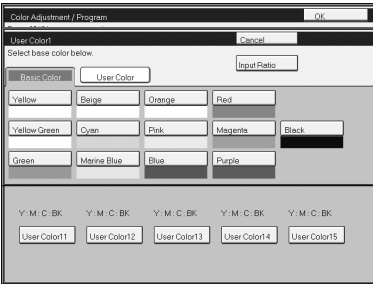 Color Adjustment / Program OK
User Color1 Cancel
Select base color below. Input Ratio
Basic Color User Color
Yellow Beige Orange Red
Yellow Green Cyan Pink Magenta Black
Green Marine Blue Blue Purple
Y : M : C : BK Y : M : C : BK Y : M : C : BK Y : M : C : BK Y : M : C : BK
User Color11 User Color12 User Color13 User Color14 User Color15